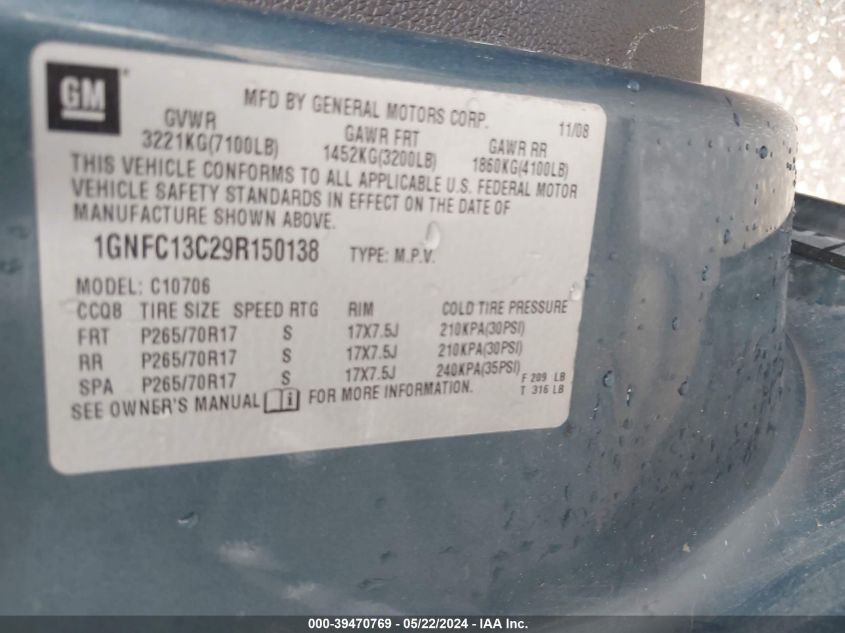 GM
MFD BY GENERAL MOTORS CORP. 11/08
GVWR GAWR FRT GAWR RR
3221KG(7100LB) 1452KG(3200LB) 1860KG(4100LB)
THIS VEHICLE CONFORMS TO ALL APPLICABLE U.S. FEDERAL MOTOR
VEHICLE SAFETY STANDARDS IN EFFECT ON THE DATE OF
MANUFACTURE SHOWN ABOVE.
1GNFC13C29R150138 TYPE: M.P.V.
MODEL: C10706
CCQB TIRE SIZE SPEED RTG RIM COLD TIRE PRESSURE
FRT P265/70R17 S 17X7.5J 210KPA(30PSI)
RR P265/70R17 S 17X7.5J 210KPA(30PSI)
SPA P265/70R17 S 17X7.5J 240KPA(35PSI) F 209 LB
SEE OWNER'S MANUAL i FOR MORE INFORMATION. T 316 LB
000-39470769 - 05/22/2024 - IAA Inc.